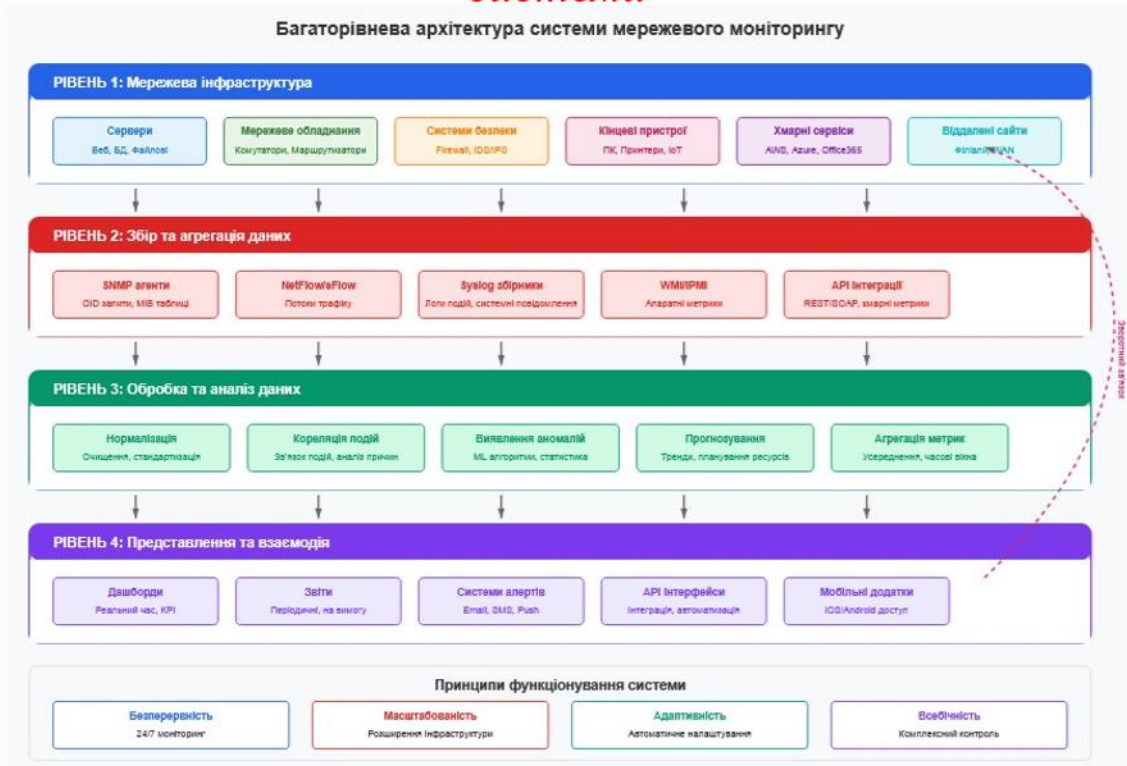 Багаторівнева архітектура системи мережевого моніторингу
РІВЕНЬ 1: Мережева інфраструктура
Сервери
Веб, БД, Файлові
Мережеве обладнання
Комутатори, Маршрутизатори
Системи безпеки
Firewall, IDS/IPS
Кінцеві пристрої
ПК, Принтери, IoT
Хмарні сервіси
AWS, Azure, Office365
Віддалені сайти
РІВЕНЬ 2: Збір та агрегація даних
SNMP агенти
OID запити, MIB таблиці
NetFlow/sFlow
Потоки трафіку
Syslog збірники
Логи подій, системні повідомлення
WMI/IPMI
Апаратні метрики
API Інтеграції
REST/SOAP, хмарні метрики
Зворотний зв'язок
РІВЕНЬ 3: Обробка та аналіз даних
Нормалізація
Очищення, стандартизація
Кореляція подій
Зв'язок подій, аналіз причин
Виявлення аномалій
ML алгоритми, статистика
Прогнозування
Тренди, планування ресурсів
Агрегація метрик
Усереднення, часові вікна
РІВЕНЬ 4: Представлення та взаємодія
Дашборди
Реальний час, KPI
Звіти
Періодичні, на вимогу
Системи алертів
Email, SMS, Push
API Інтерфейси
Інтеграція, автоматизація
Мобільні додатки
iOS/Android доступ
Принципи функціонування системи
Безперервність
24/7 моніторинг
Масштабованість
Розширення інфраструктури
Адаптивність
Автоматичне налаштування
Всебічність
Комплексний контроль